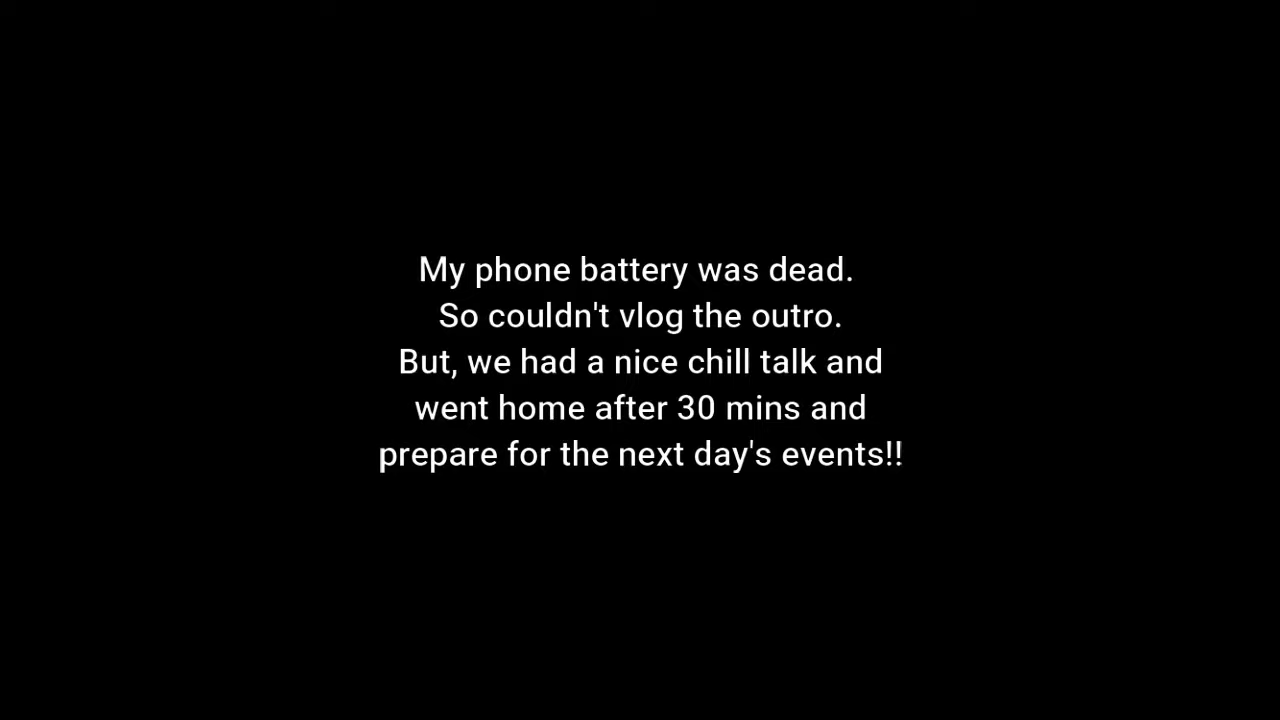 My phone battery was dead.
So couldn't vlog the outro.
But, we had a nice chill talk and
went home after 30 mins and
prepare for the next day's events!!